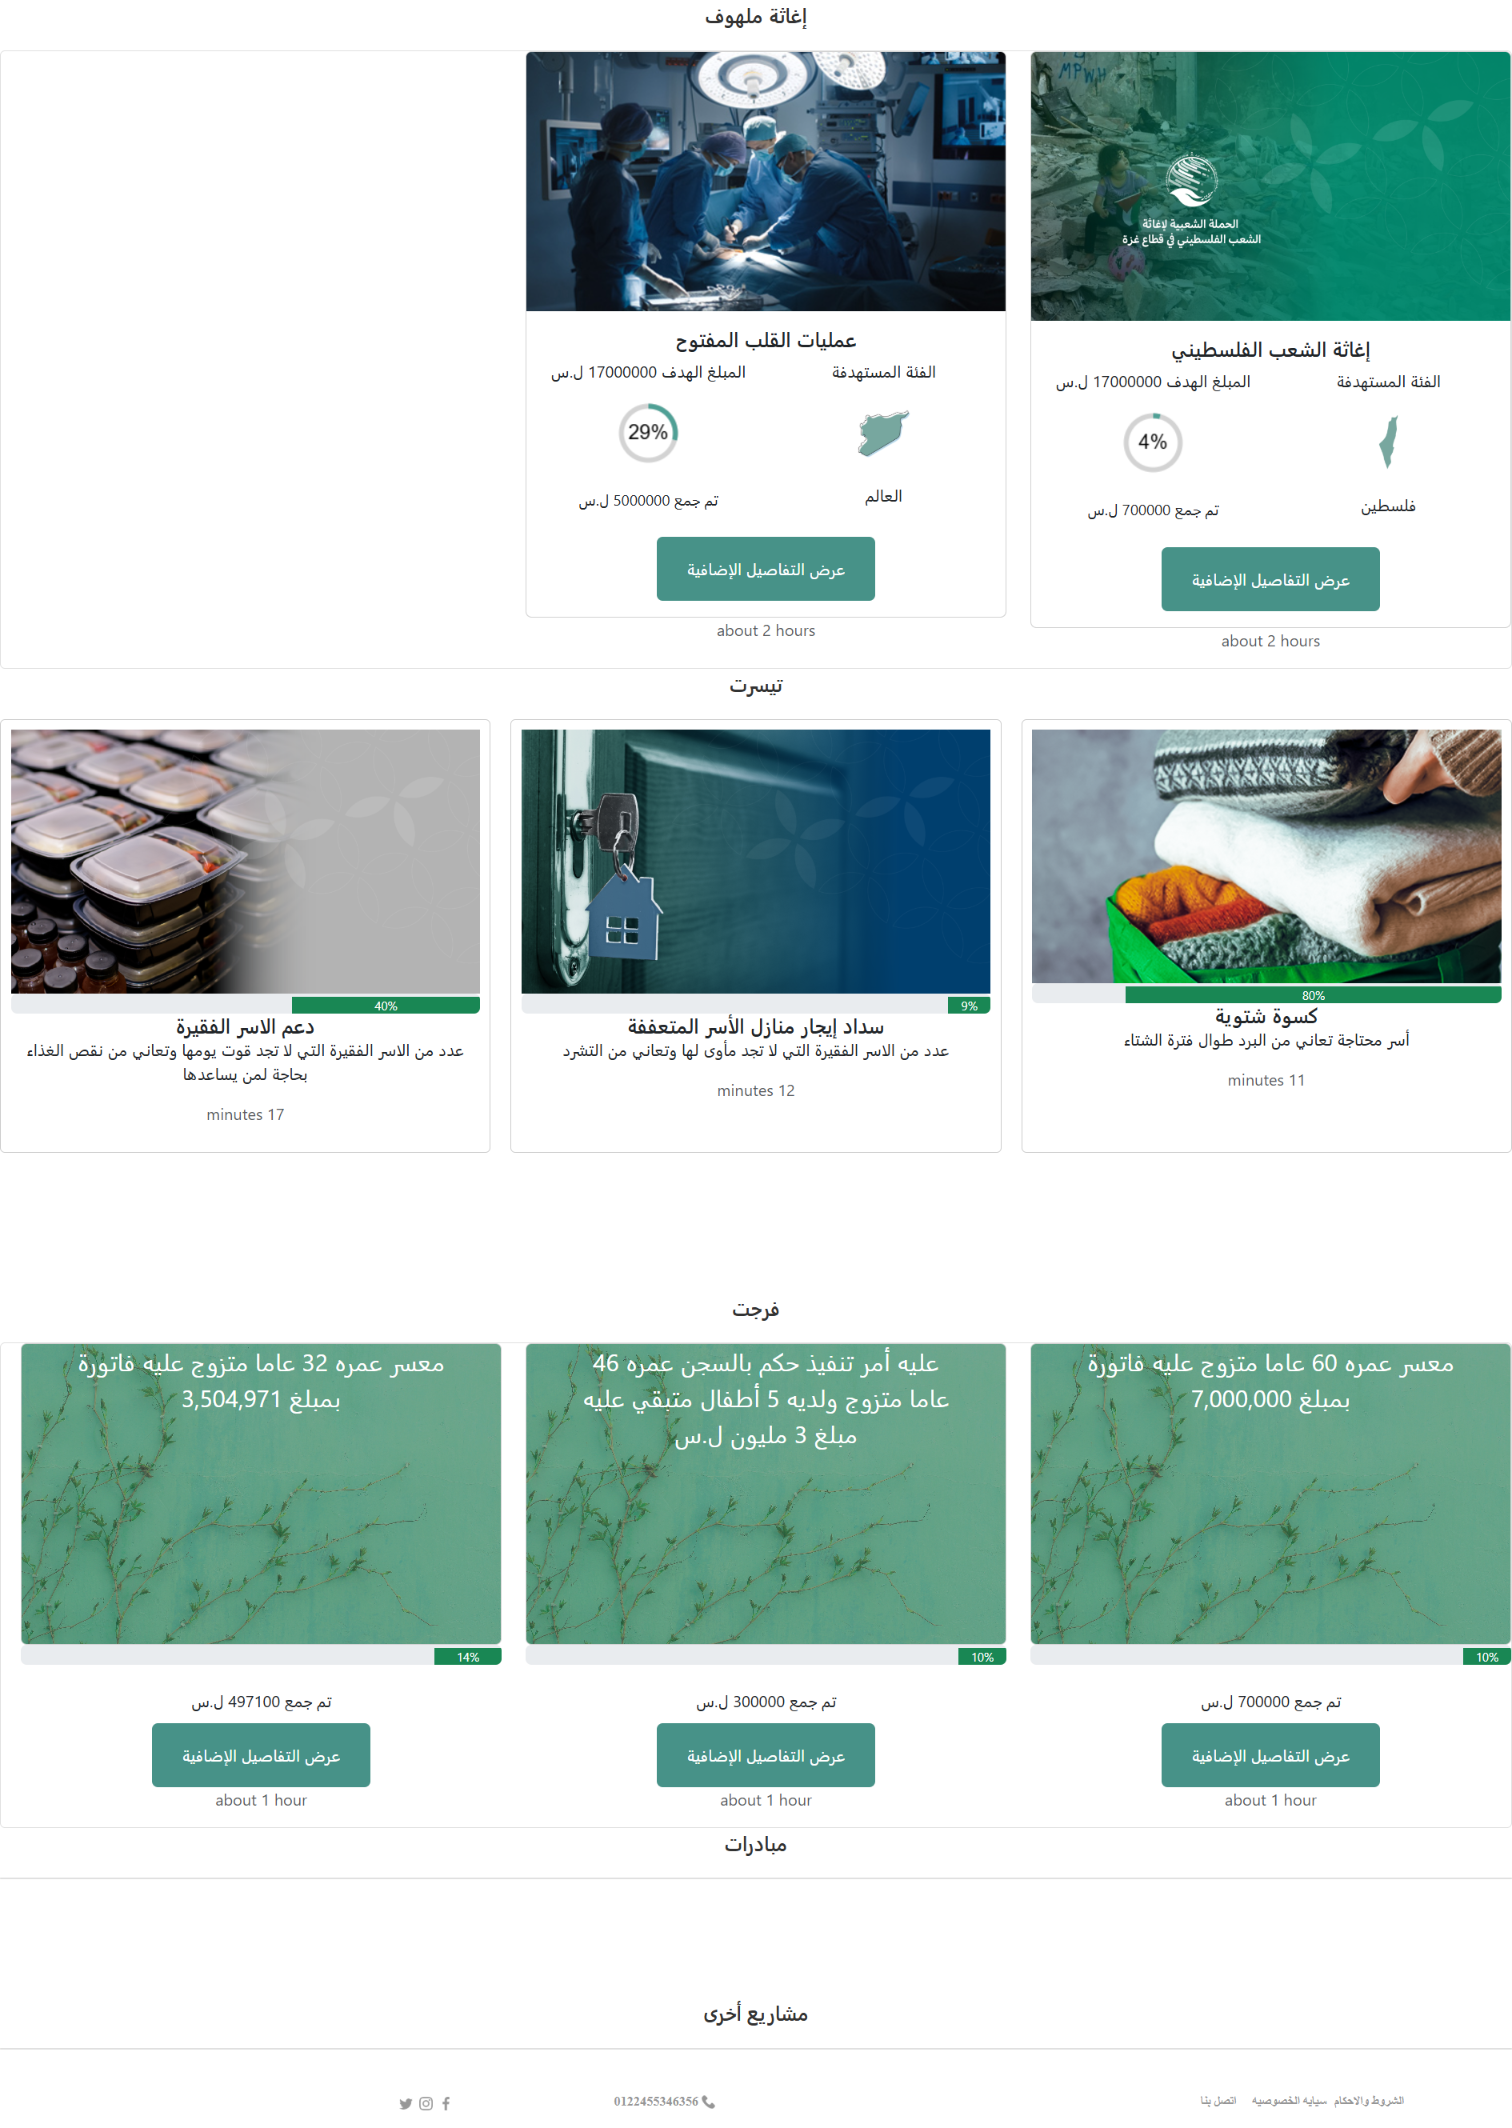 إغاثة ملهوف
MPWH
الحملة الشعبية لإغاثة
الشعب الفلسطيني في قطاع غزة
إغاثة الشعب الفلسطيني
الفئة المستهدفة
المبلغ الهدف 17000000 ل.س
4%
فلسطين
تم جمع 700000 ل.س
عرض التفاصيل الإضافية
about 2 hours
عمليات القلب المفتوح
الفئة المستهدفة
المبلغ الهدف 17000000 ل.س
29%
العالم
تم جمع 5000000 ل.س
عرض التفاصيل الإضافية
about 2 hours
تيسرت
80%
كسوة شتوية
أسر محتاجة تعاني من البرد طوال فترة الشتاء
minutes 11
9%
سداد إيجار منازل الأسر المتعففة
عدد من الاسر الفقيرة التي لا تجد مأوى لها وتعاني من التشرد
minutes 12
40%
دعم الاسر الفقيرة
عدد من الاسر الفقيرة التي لا تجد قوت يومها وتعاني من نقص الغذاء
بحاجة لمن يساعدها
minutes 17
فرجت
معسر عمره 60 عاما متزوج عليه فاتورة
بمبلغ 7,000,000
10%
تم جمع 700000 ل.س
عرض التفاصيل الإضافية
about 1 hour
عليه أمر تنفيذ حكم بالسجن عمره 46
عاما متزوج ولديه 5 أطفال متبقي عليه
مبلغ 3 مليون ل.س
10%
تم جمع 300000 ل.س
عرض التفاصيل الإضافية
about 1 hour
معسر عمره 32 عاما متزوج عليه فاتورة
بمبلغ 3,504,971
14%
تم جمع 497100 ل.س
عرض التفاصيل الإضافية
about 1 hour
مبادرات
مشاريع أخرى
الشروط والاحكام سيايه الخصوصيه اتصل بنا
0122455346356